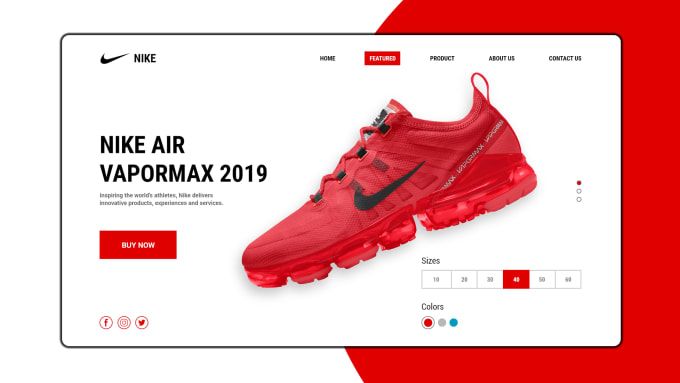 NIKE
HOME
FEATURED
PRODUCT
ABOUT US
CONTACT US
NIKE AIR
VAPORMAX 2019
Inspiring the world's athletes, Nike delivers
innovative products, experiences and services.
BUY NOW
VAPORMAX VAPORMAX
Sizes
10
20
30
40
50
60
Colors